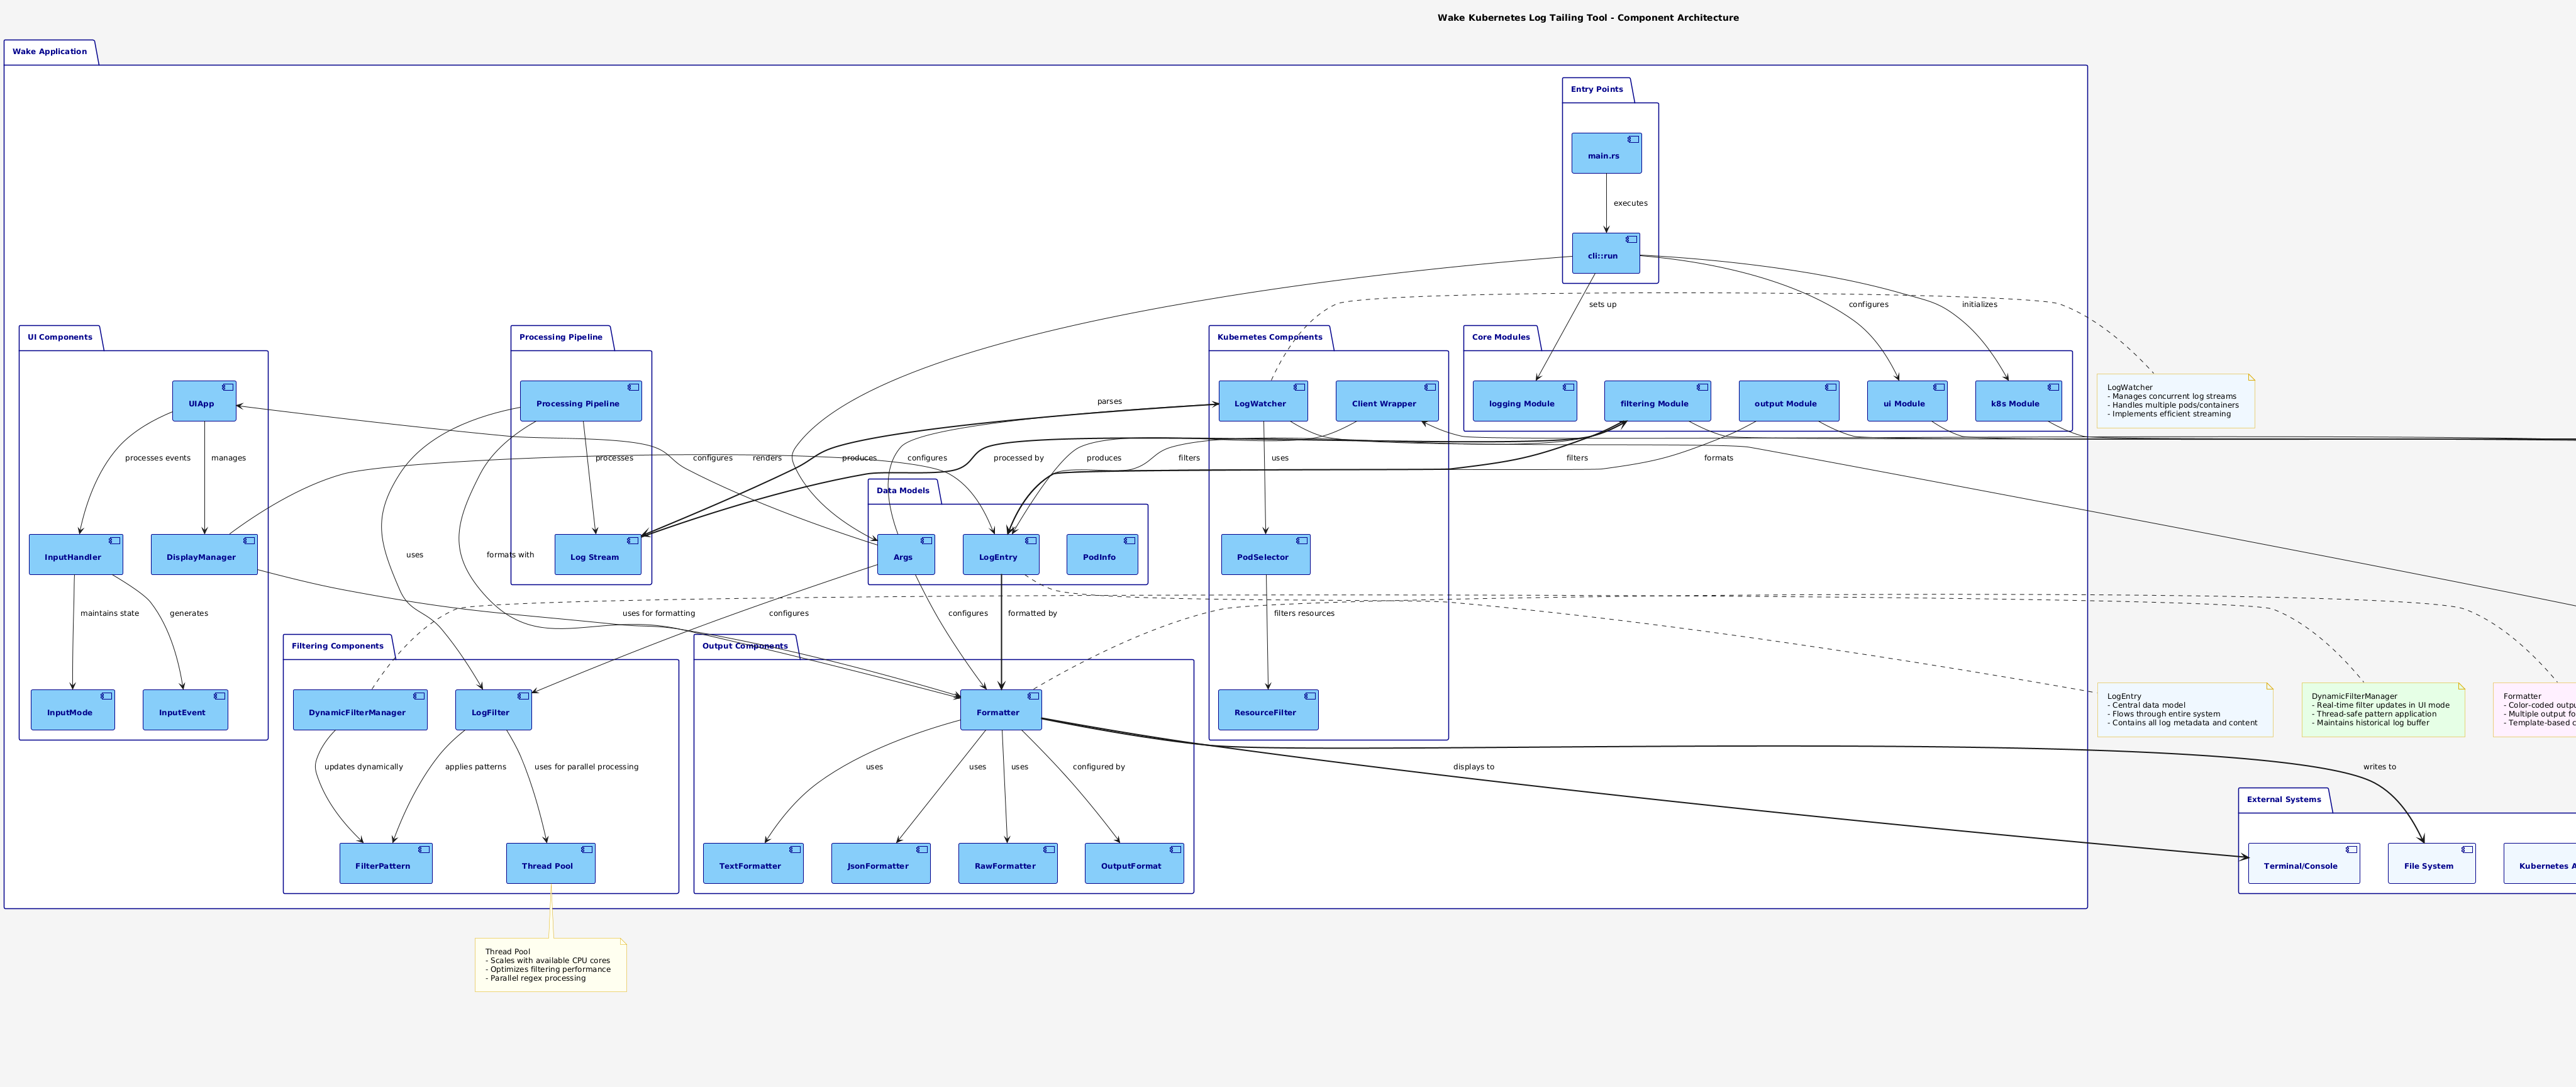 Wake Kubernetes Log Tailing Tool - Component Architecture
Wake Application
Entry Points
main.rs
executes
cli::run
sets up
configures
initializes
UI Components
Processing Pipeline
Kubernetes Components
Core Modules
UIApp
Processing Pipeline
LogWatcher
Client Wrapper
logging Module
filtering Module
output Module
ui Module
k8s Module
LogWatcher
- Manages concurrent log streams
- Handles multiple pods/containers
- Implements efficient streaming
parses
processes events
manages
processes
configures
renders
produces
configures
processed by
produces
filters
uses
filters
formats
Data Models
InputHandler
DisplayManager
Log Stream
Args
LogEntry
PodInfo
PodSelector
uses
formats with
maintains state
generates
uses for formatting
configures
configures
formatted by
filters resources
Filtering Components
Output Components
InputMode
InputEvent
DynamicFilterManager
LogFilter
Formatter
ResourceFilter
LogEntry
- Central data model
- Flows through entire system
- Contains all log metadata and content
DynamicFilterManager
- Real-time filter updates in UI mode
- Thread-safe pattern application
- Maintains historical log buffer
Formatter
- Color-coded outpu
- Multiple output fo
- Template-based c
updates dynamically
applies patterns
uses for parallel processing
uses
uses
uses
configured by
displays to
writes to
External Systems
FilterPattern
Thread Pool
TextFormatter
JsonFormatter
RawFormatter
OutputFormat
Terminal/Console
File System
Kubernetes A
Thread Pool
- Scales with available CPU cores
- Optimizes filtering performance
- Parallel regex processing